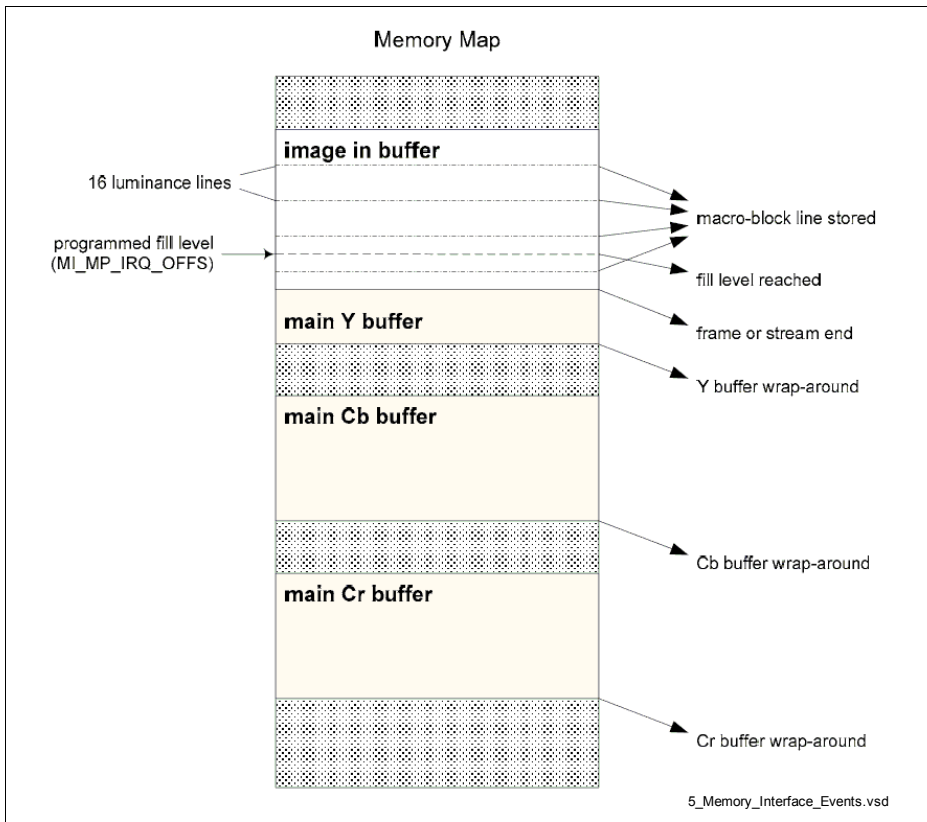 Memory Map
image in buffer
16 luminance lines
macro-block line stored
programmed fill level
(MI_MP_IRQ_OFFS)
fill level reached
main Y buffer
frame or stream end
Y buffer wrap-around
main Cb buffer
Cb buffer wrap-around
main Cr buffer
Cr buffer wrap-around
5_Memory_Interface_Events.vsd